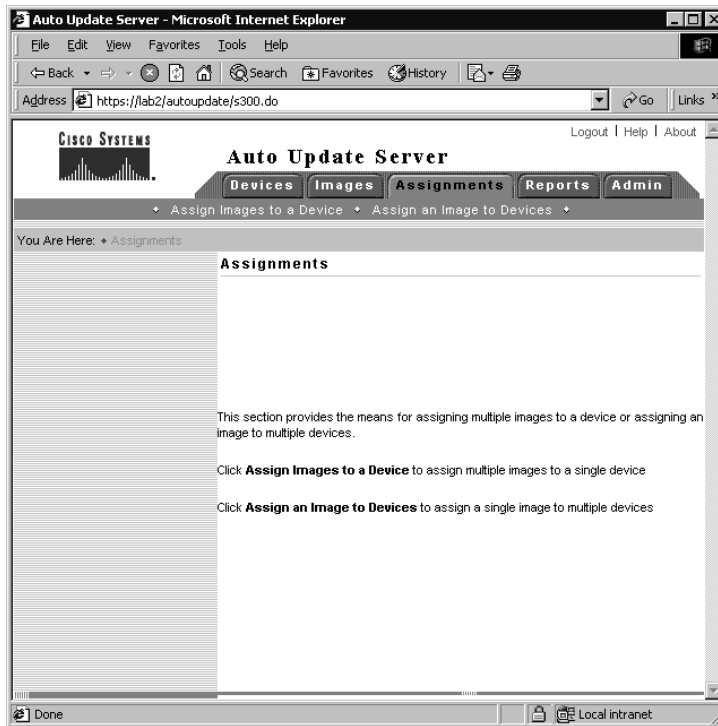 Auto Update Server - Microsoft Internet Explorer
File Edit View Favorites Tools Help
Back Search Favorites History
Address https://lab2/autoupdate/s300.do Go Links »
CISCO SYSTEMS
Logout | Help | About
Auto Update Server
Devices Images Assignments Reports Admin
Assign Images to a Device Assign an Image to Devices
You Are Here: Assignments
Assignments
This section provides the means for assigning multiple images to a device or assigning an
image to multiple devices.
Click Assign Images to a Device to assign multiple images to a single device
Click Assign an Image to Devices to assign a single image to multiple devices
Done Local intranet